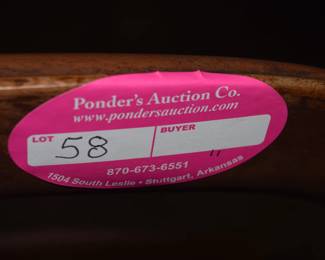 Ponder's Auction Co.
www.pondersauction.com
LOT 58 BUYER "
870-673-6551
1504 South Leslie • Stuttgart, Arkansas